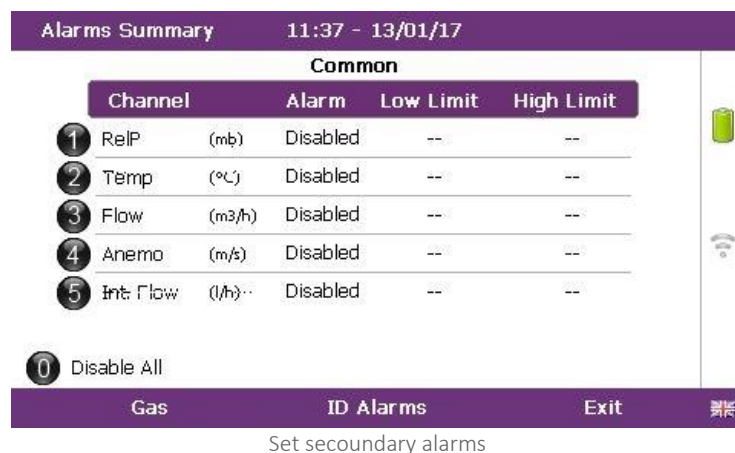 Alarms Summary 11:37 - 13/01/17
Common
Channel Alarm Low Limit High Limit
1 RelP (mb) Disabled -- --
2 Temp (°C) Disabled -- --
3 Flow (m3/h) Disabled -- --
4 Anemo (m/s) Disabled -- --
5 Int. Flow (l/h) Disabled -- --
0 Disable All
Gas ID Alarms Exit
Set secoundary alarms